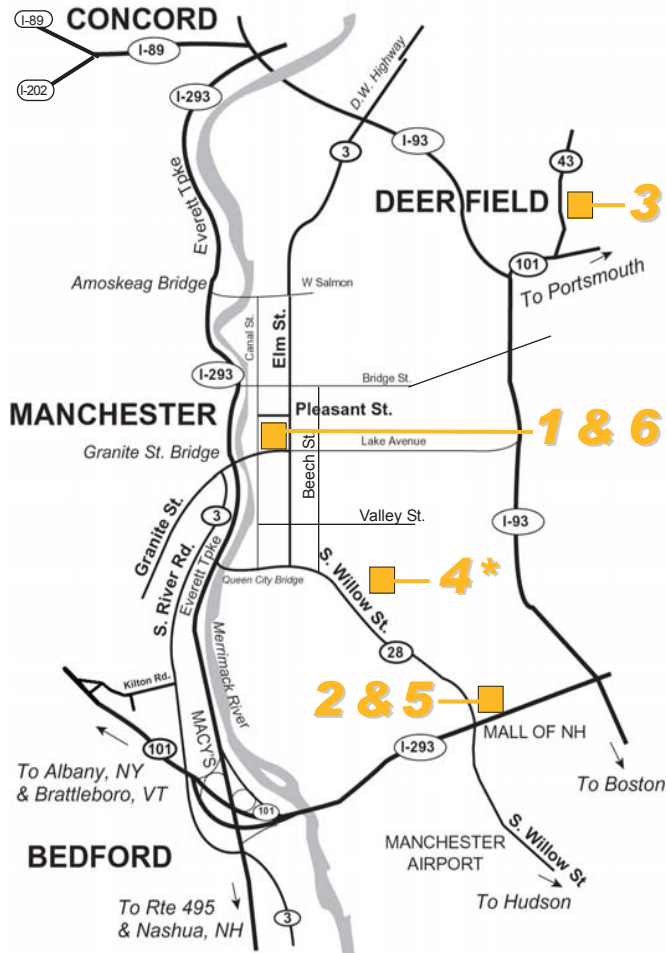 I-89
CONCORD
I-89
I-202
I-293
D.W. Highway
3
I-93
43
Everett Tpke
DEERFIELD
3
101
To Portsmouth
Amoskeag Bridge
W Salmon
Canal St.
Elm St.
I-293
Bridge St.
MANCHESTER
Pleasant St.
1 & 6
Granite St. Bridge
Lake Avenue
Beech St.
Granite St.
3
Valley St.
I-93
S. River Rd.
Everett Tpke
Queen City Bridge
S. Willow St.
4*
Merrimack River
28
Kilton Rd.
2 & 5
MACY'S
MALL OF NH
101
I-293
To Albany, NY
& Brattleboro, VT
To Boston
101
BEDFORD
MANCHESTER
AIRPORT
S. Willow St
To Hudson
To Rte 495
& Nashua, NH
3